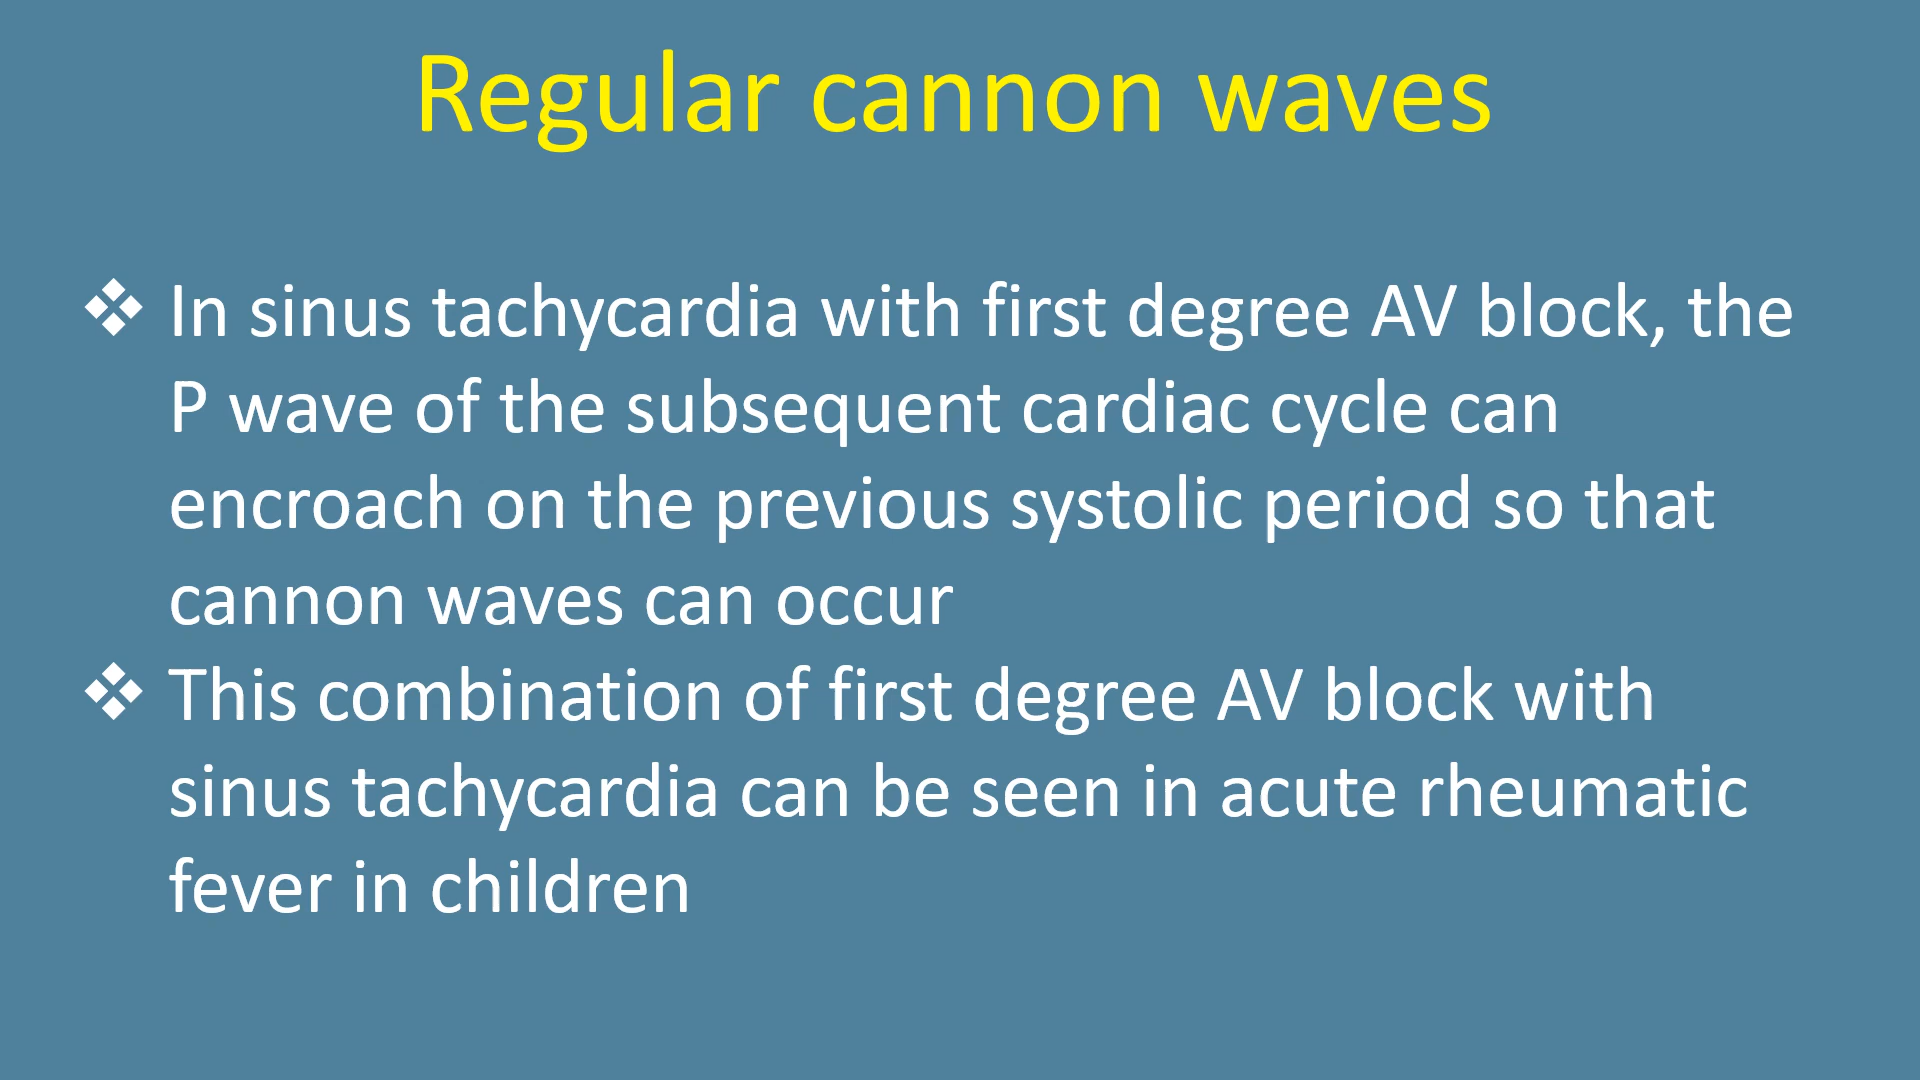 Regular cannon waves
❖ In sinus tachycardia with first degree AV block, the
P wave of the subsequent cardiac cycle can
encroach on the previous systolic period so that
cannon waves can occur
❖ This combination of first degree AV block with
sinus tachycardia can be seen in acute rheumatic
fever in children